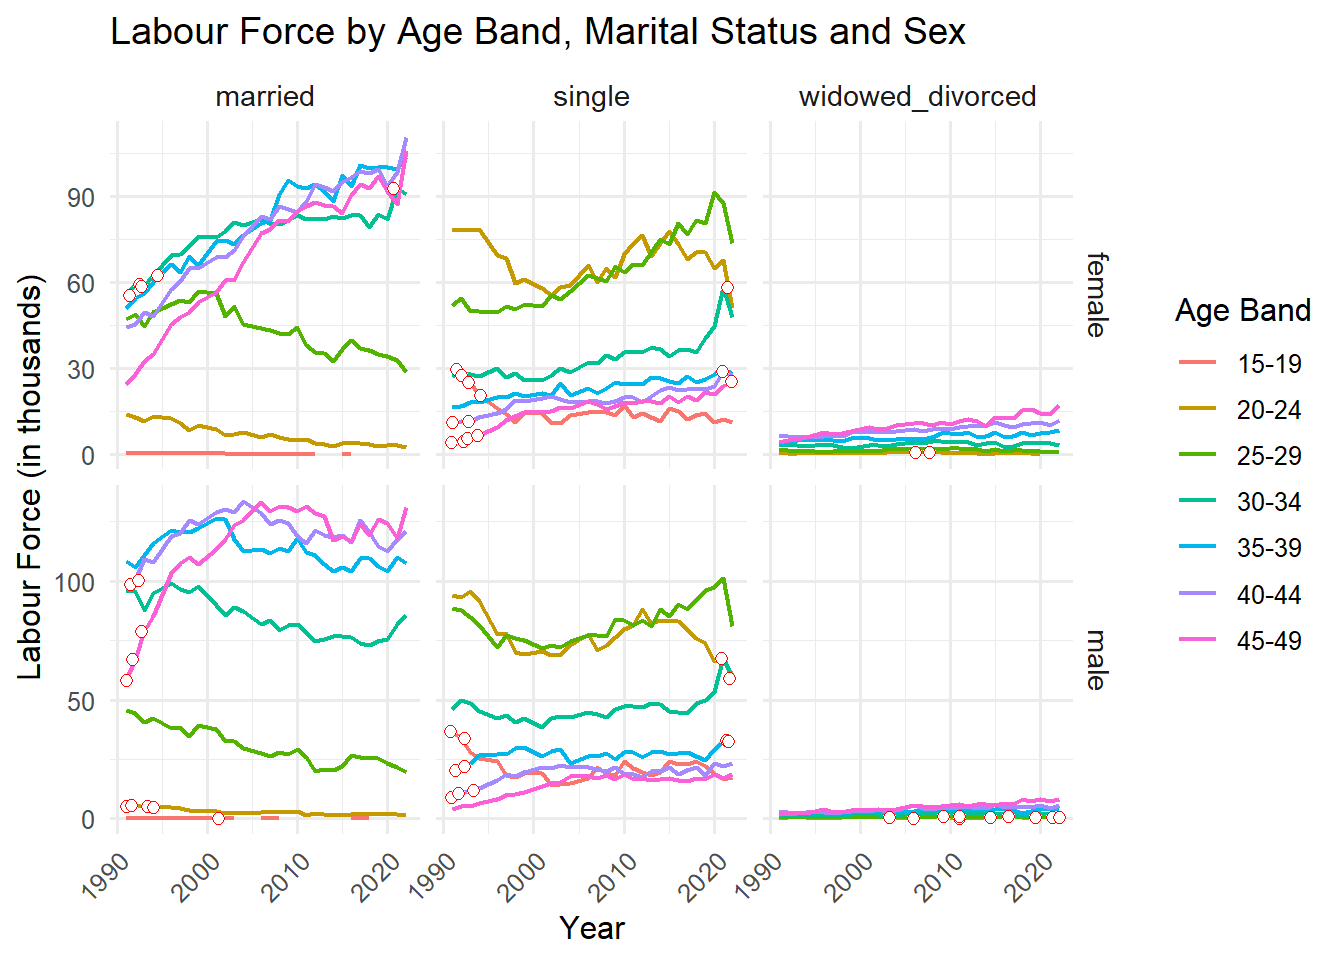 Labour Force by Age Band, Marital Status and Sex
married single widowed_divorced
90
60
30
0
female
100
50
0
male
1990 2000 2010 2020 1990 2000 2010 2020 1990 2000 2010 2020
Year
Labour Force (in thousands)
Age Band
15-19
20-24
25-29
30-34
35-39
40-44
45-49